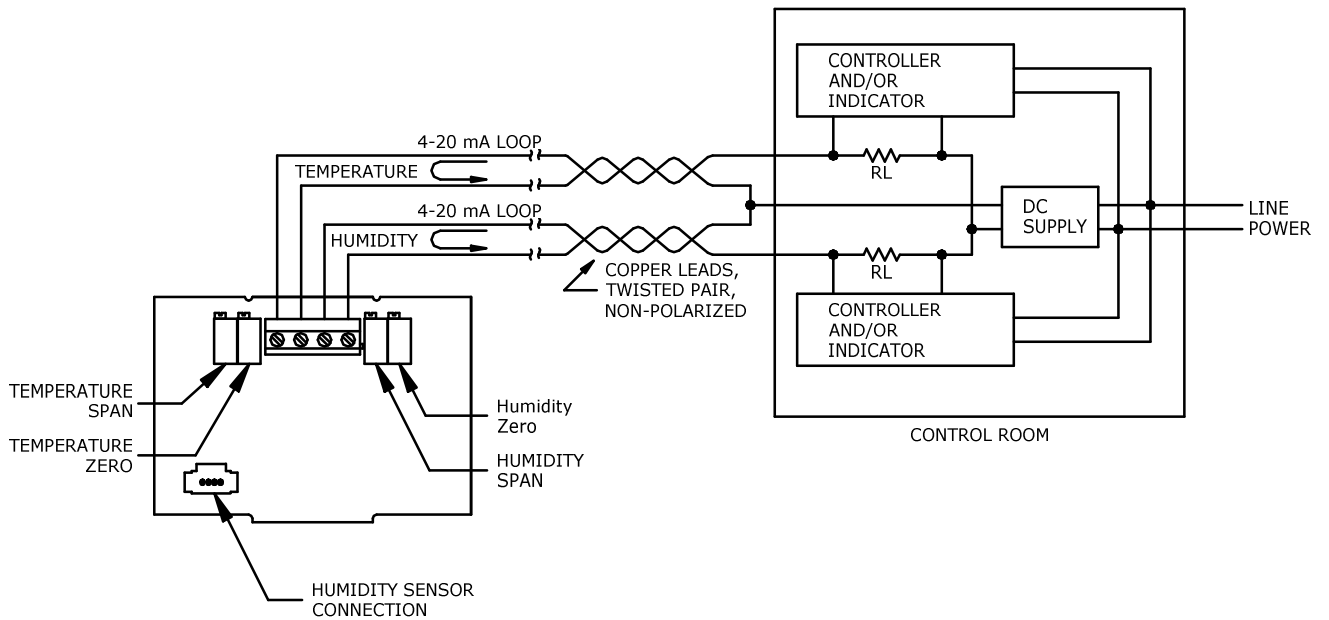 CONTROLLER
AND/OR
INDICATOR
4-20 mA LOOP
TEMPERATURE
RL
4-20 mA LOOP
HUMIDITY
DC
SUPPLY
LINE
POWER
RL
COPPER LEADS,
TWISTED PAIR,
NON-POLARIZED
CONTROLLER
AND/OR
INDICATOR
CONTROL ROOM
TEMPERATURE
SPAN
TEMPERATURE
ZERO
Humidity
Zero
HUMIDITY
SPAN
HUMIDITY SENSOR
CONNECTION